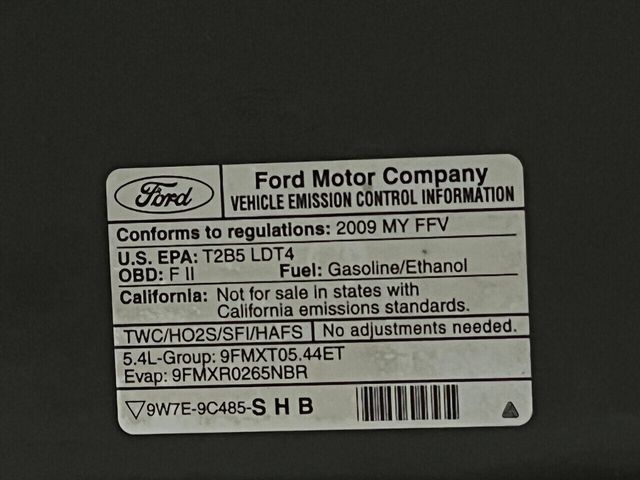 Ford
Ford Motor Company
VEHICLE EMISSION CONTROL INFORMATION
Conforms to regulations: 2009 MY FFV
U.S. EPA: T2B5 LDT4
OBD: F II Fuel: Gasoline/Ethanol
California: Not for sale in states with
California emissions standards.
TWC/HO2S/SFI/HAFS No adjustments needed.
5.4L-Group: 9FMXT05.44ET
Evap: 9FMXR0265NBR
9W7E-9C485-S H B